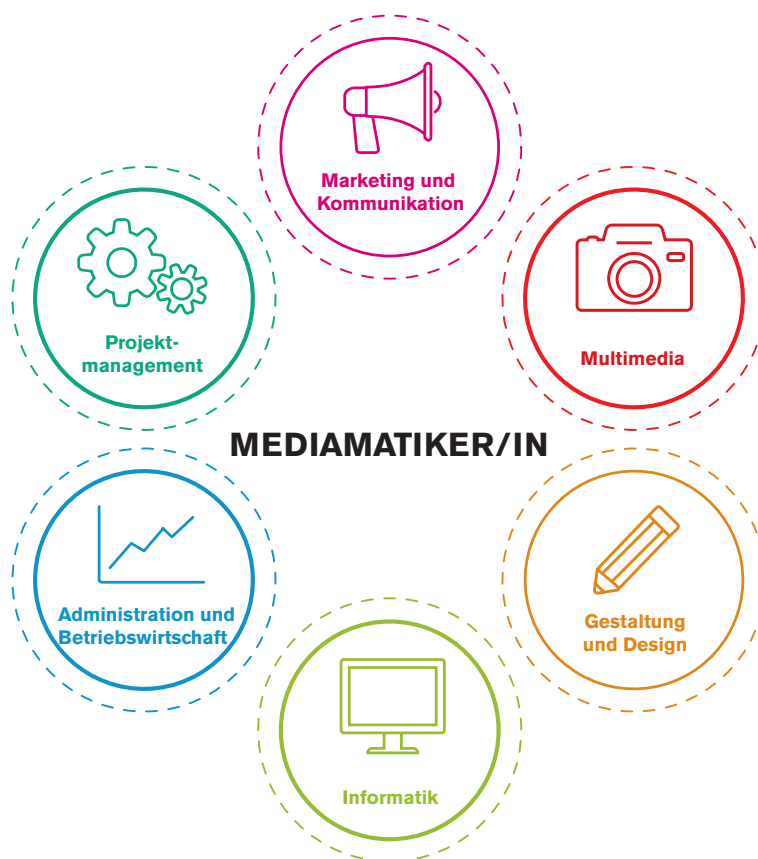 Marketing und
Kommunikation
Projekt-
management
Multimedia
MEDIAMATIKER/IN
Administration und
Betriebswirtschaft
Gestaltung
und Design
Informatik